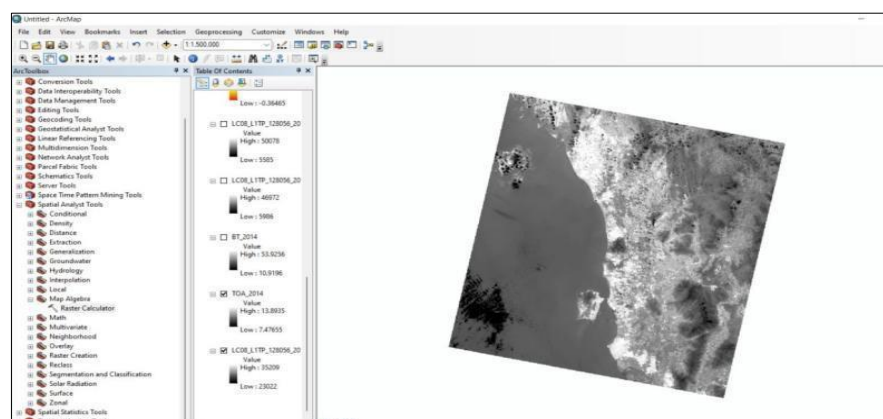 Untitled - ArcMap
File Edit View Bookmarks Insert Selection Geoprocessing Customize Windows Help
1:1,500,000
ArcToolbox
Conversion Tools
Data Interoperability Tools
Data Management Tools
Editing Tools
Geocoding Tools
Geostatistical Analyst Tools
Linear Referencing Tools
Multidimension Tools
Network Analyst Tools
Parcel Fabric Tools
Schematics Tools
Server Tools
Space Time Pattern Mining Tools
Spatial Analyst Tools
Conditional
Density
Distance
Extraction
Generalization
Groundwater
Hydrology
Interpolation
Local
Map Algebra
Raster Calculator
Math
Multivariate
Neighborhood
Overlay
Raster Creation
Reclass
Segmentation and Classification
Solar Radiation
Surface
Zonal
Spatial Statistics Tools
Table Of Contents
Low : -0.36465
LC08_L1TP_128056_20
Value
High : 50078
Low : 5585
LC08_L1TP_128056_20
Value
High : 46972
Low : 5986
BT_2014
Value
High : 53.9256
Low : 10.9196
TOA_2014
Value
High : 13.8935
Low : 7.47655
LC08_L1TP_128056_20
Value
High : 35209
Low : 23022